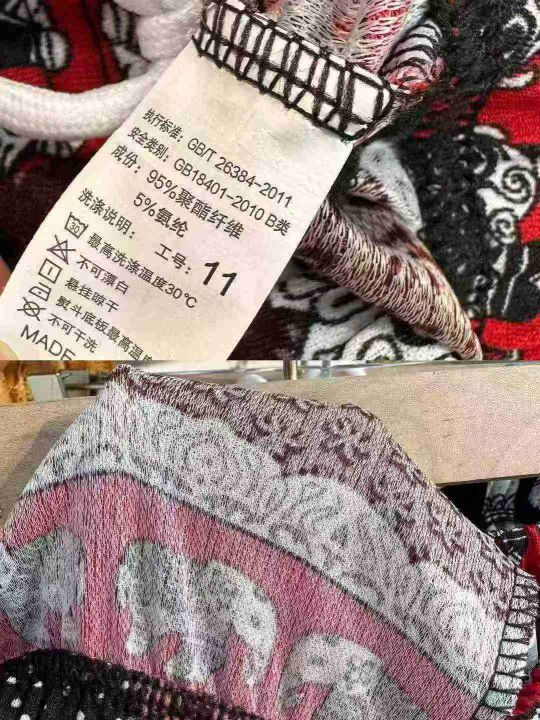 执行标准: GB/T 26384-2011
安全类别: GB18401-2010 B类
成份: 95%聚酯纤维
5%氨纶
洗涤说明: 工号: 11
30 最高洗涤温度30℃
不可漂白
悬挂晾干
熨斗底板最高温度
不可干洗
MADE